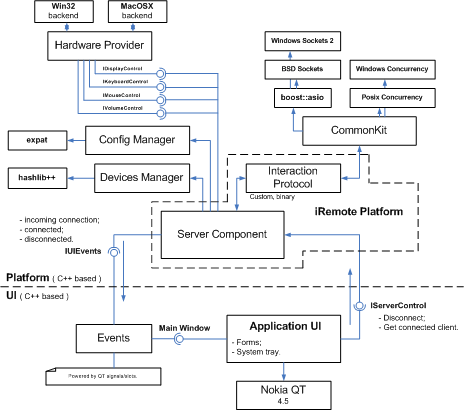 Win32
backend
MacOSX
backend
Hardware Provider
IDisplayControl
IKeyboardControl
IMouseControl
IVolumeControl
Windows Sockets 2
BSD Sockets
boost::asio
Windows Concurrency
Posix Concurrency
CommonKit
expat
Config Manager
hashlib++
Devices Manager
Interaction
Protocol
Custom, binary
iRemote Platform
Server Component
- incoming connection;
- connected;
- disconnected.
IUIEvents
Platform ( C++ based )
UI ( C++ based )
IServerControl
- Disconnect;
- Get connected client.
Events
Main Window
Application UI
- Forms;
- System tray.
Powered by QT signals/slots.
Nokia QT
4.5